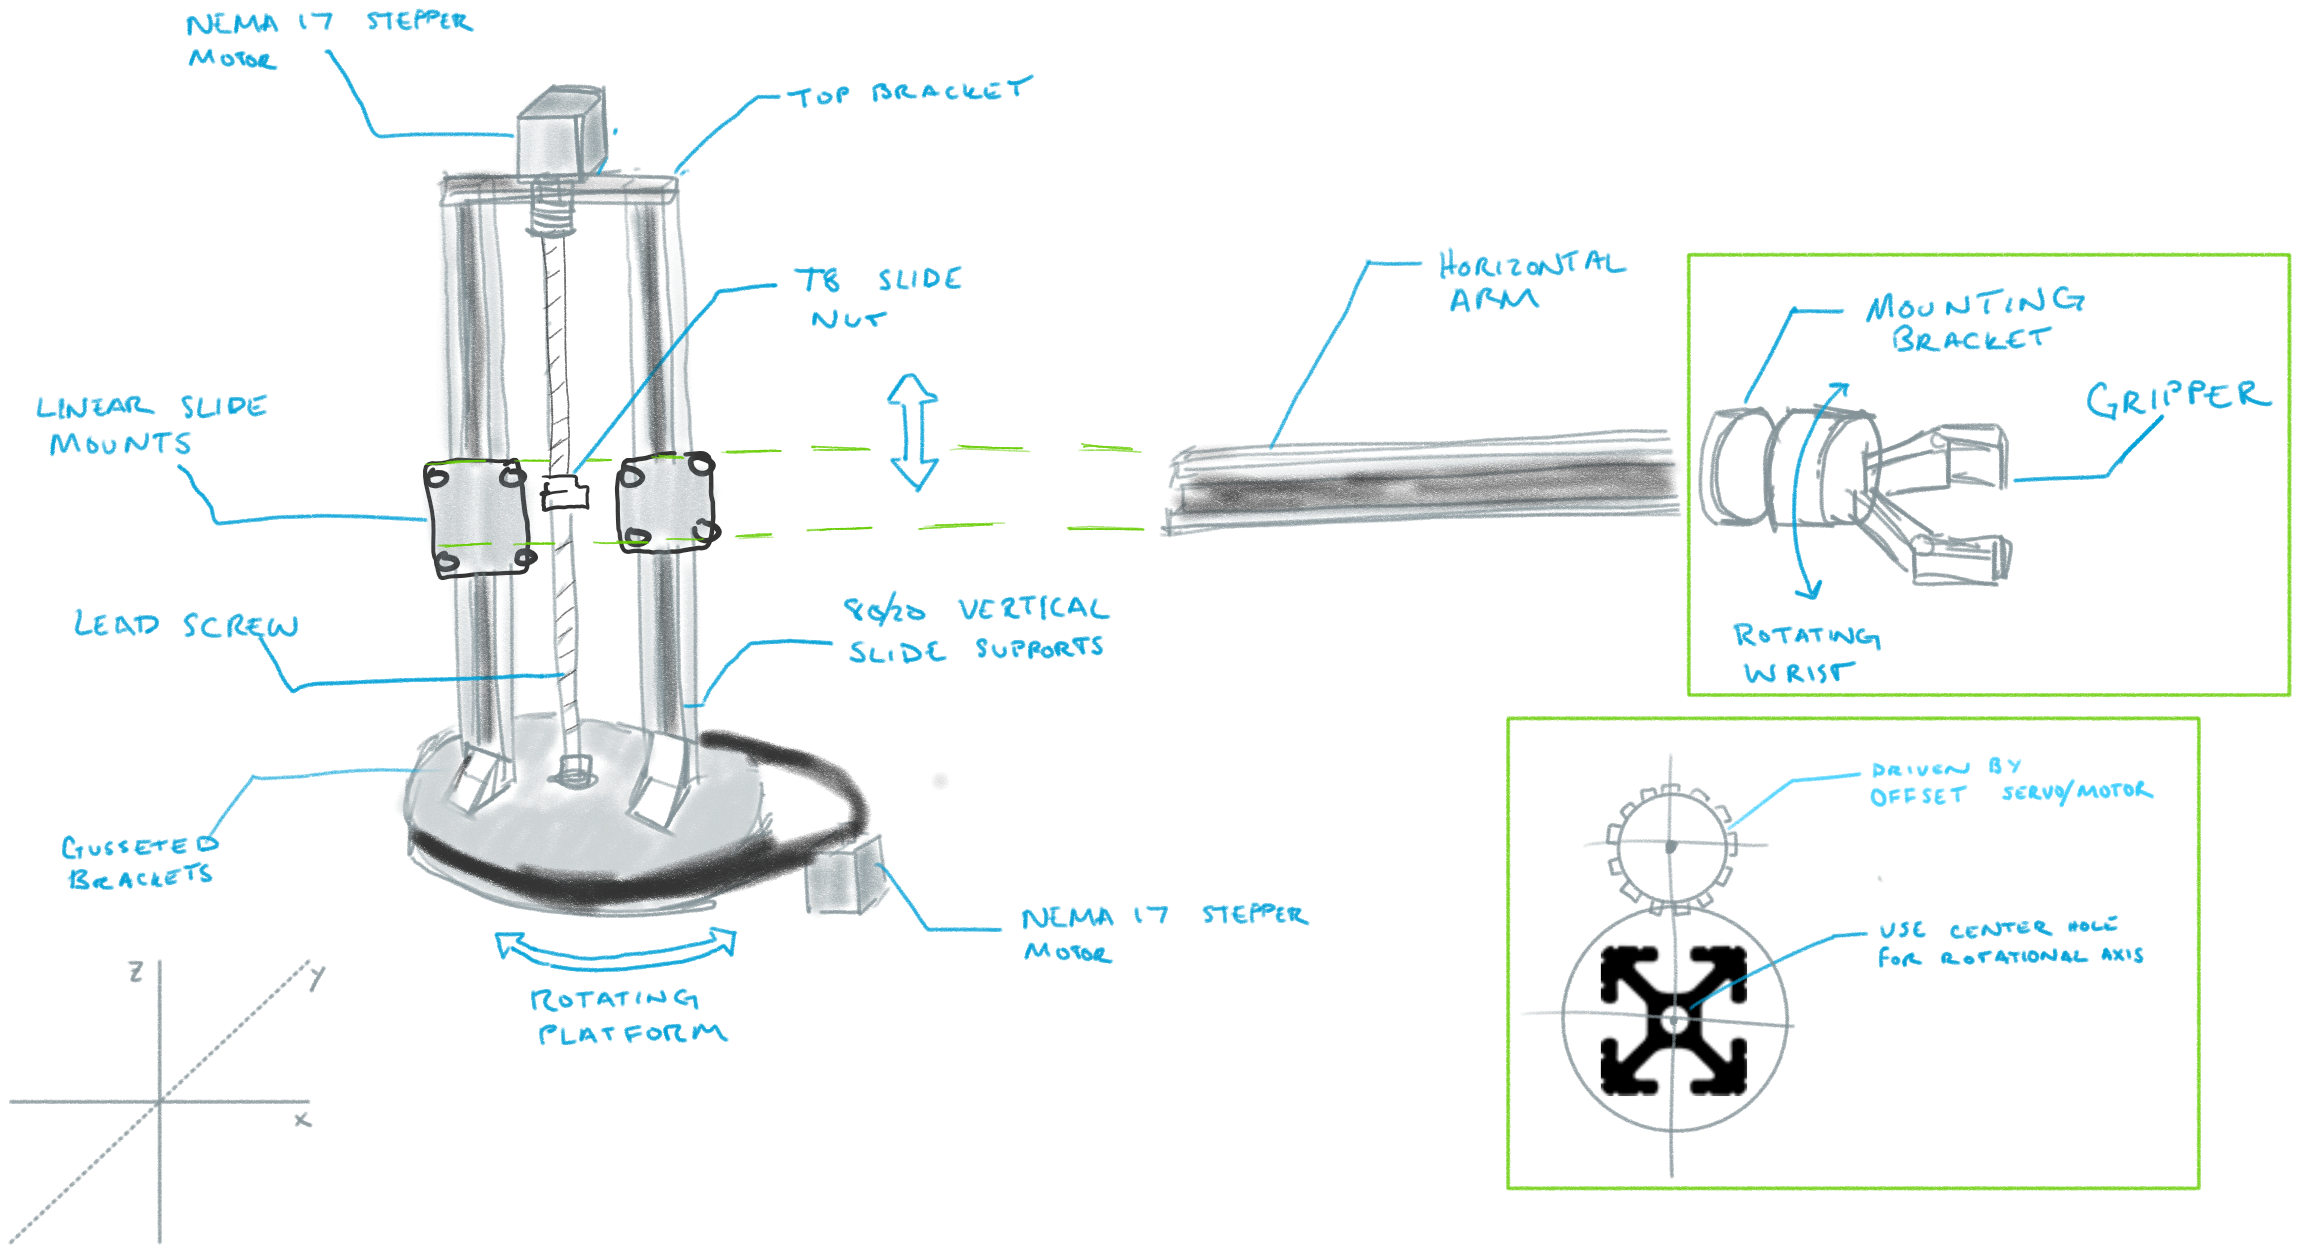 NEMA 17 STEPPER
MOTOR
TOP BRACKET
T8 SLIDE
NUT
HORIZONTAL
ARM
MOUNTING
BRACKET
GRIPPER
LINEAR SLIDE
MOUNTS
LEAD SCREW
80/20 VERTICAL
SLIDE SUPPORTS
ROTATING
WRIST
DRIVEN BY
OFFSET SERVO/MOTOR
GUSSETED
BRACKETS
NEMA 17 STEPPER
MOTOR
USE CENTER HOLE
FOR ROTATIONAL AXIS
ROTATING
PLATFORM
Z
Y
X